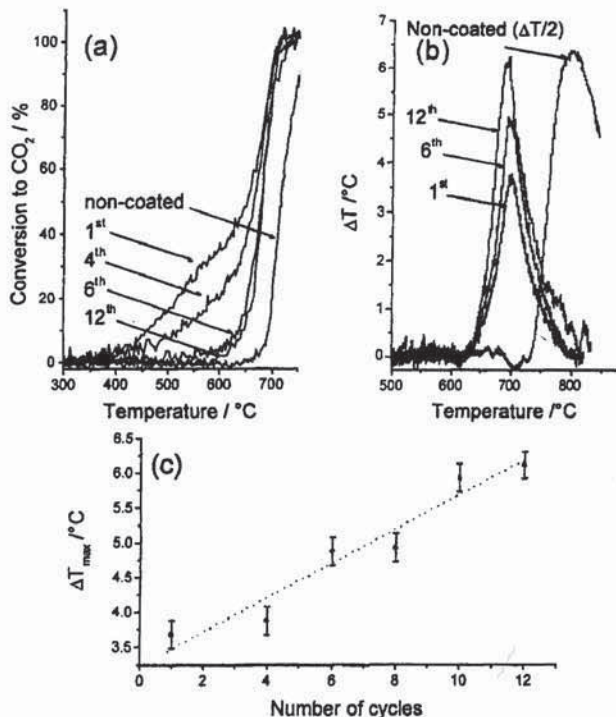 (a)
Conversion to CO₂ / %
100
80
60
40
20
0
non-coated
1st
4th
6th
12th
300 400 500 600 700
Temperature / °C
(b)
Non-coated (ΔT/2)
ΔT /°C
7
6
5
4
3
2
1
0
12th
6th
1st
500 600 700 800
Temperature /°C
(c)
ΔTmax /°C
6.5
6.0
5.5
5.0
4.5
4.0
3.5
0 2 4 6 8 10 12
Number of cycles